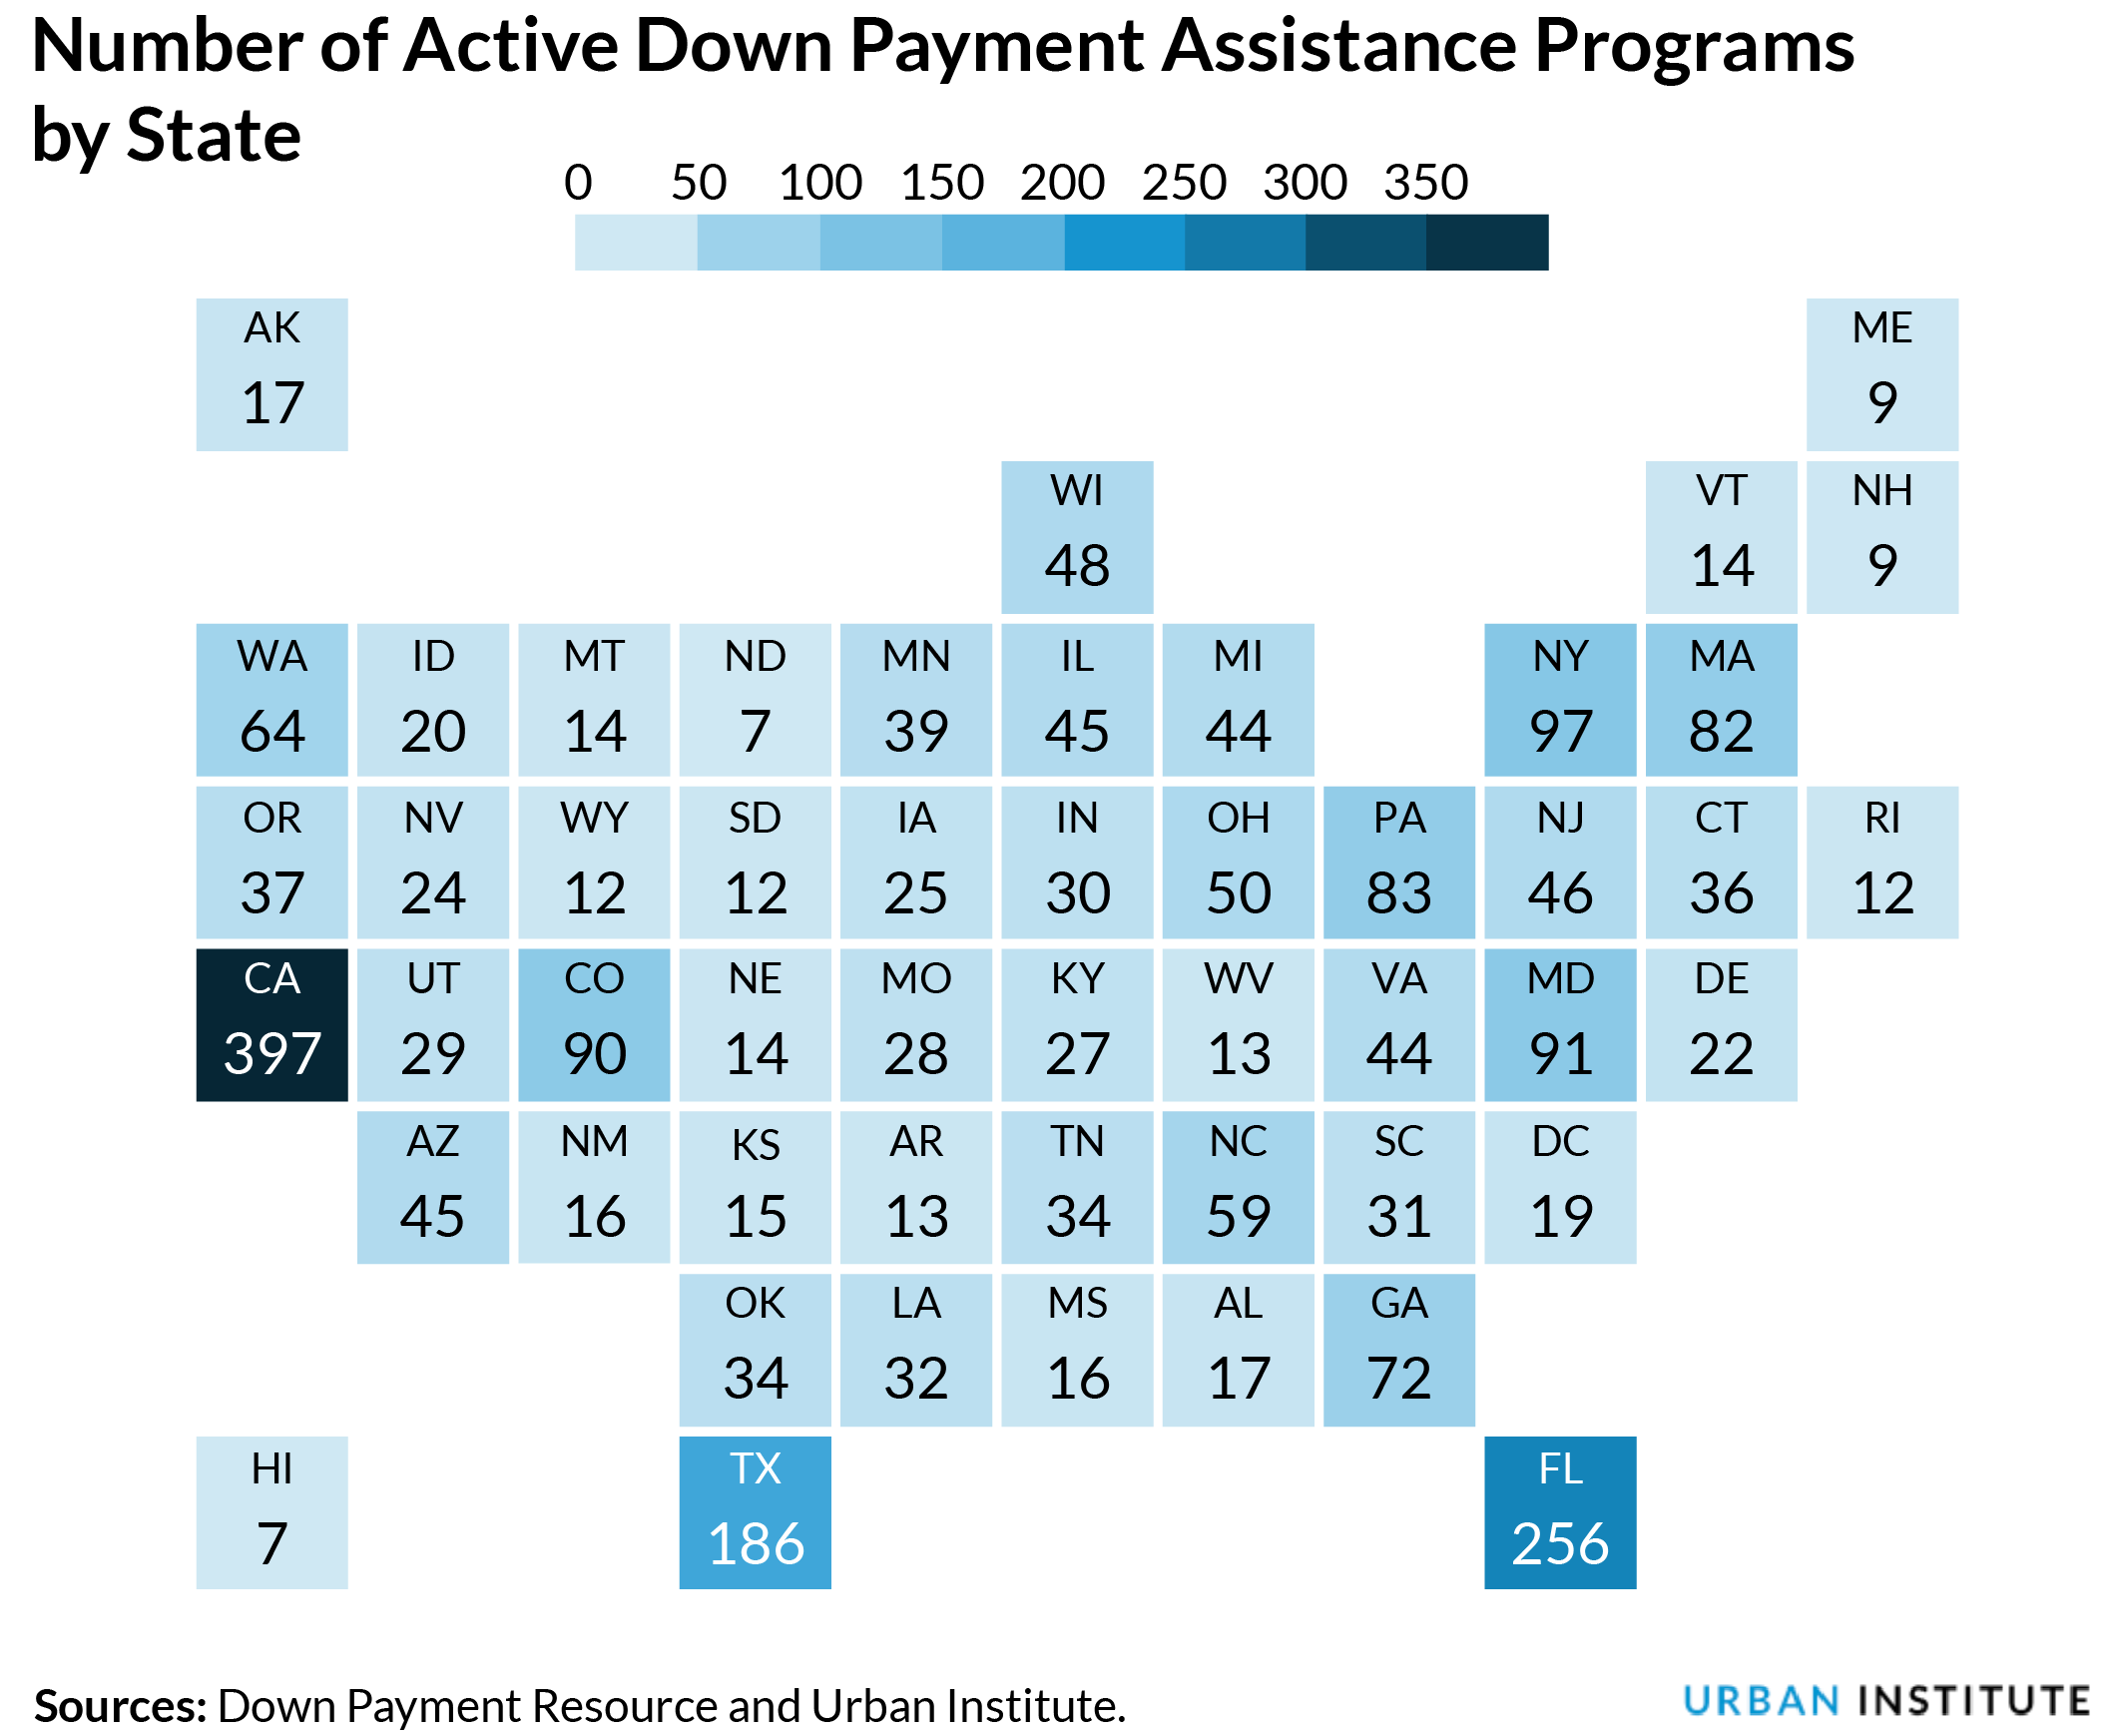 Number of Active Down Payment Assistance Programs
by State
0 50 100 150 200 250 300 350
AK ME
17 9
WI VT NH
48 14 9
WA ID MT ND MN IL MI NY MA
64 20 14 7 39 45 44 97 82
OR NV WY SD IA IN OH PA NJ CT RI
37 24 12 12 25 30 50 83 46 36 12
CA UT CO NE MO KY WV VA MD DE
397 29 90 14 28 27 13 44 91 22
AZ NM KS AR TN NC SC DC
45 16 15 13 34 59 31 19
OK LA MS AL GA
34 32 16 17 72
HI TX FL
7 186 256
Sources: Down Payment Resource and Urban Institute.
URBAN INSTITUTE